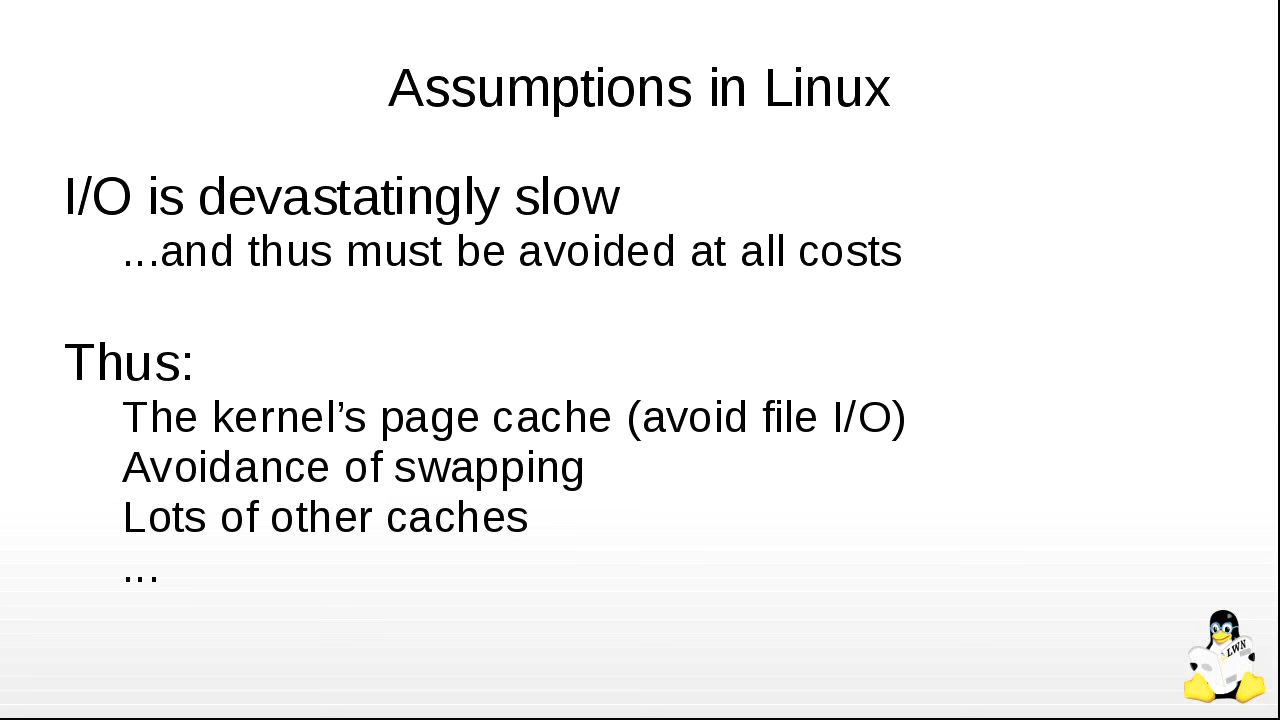 Assumptions in Linux
I/O is devastatingly slow
...and thus must be avoided at all costs
Thus:
The kernel’s page cache (avoid file I/O)
Avoidance of swapping
Lots of other caches
...
LWN